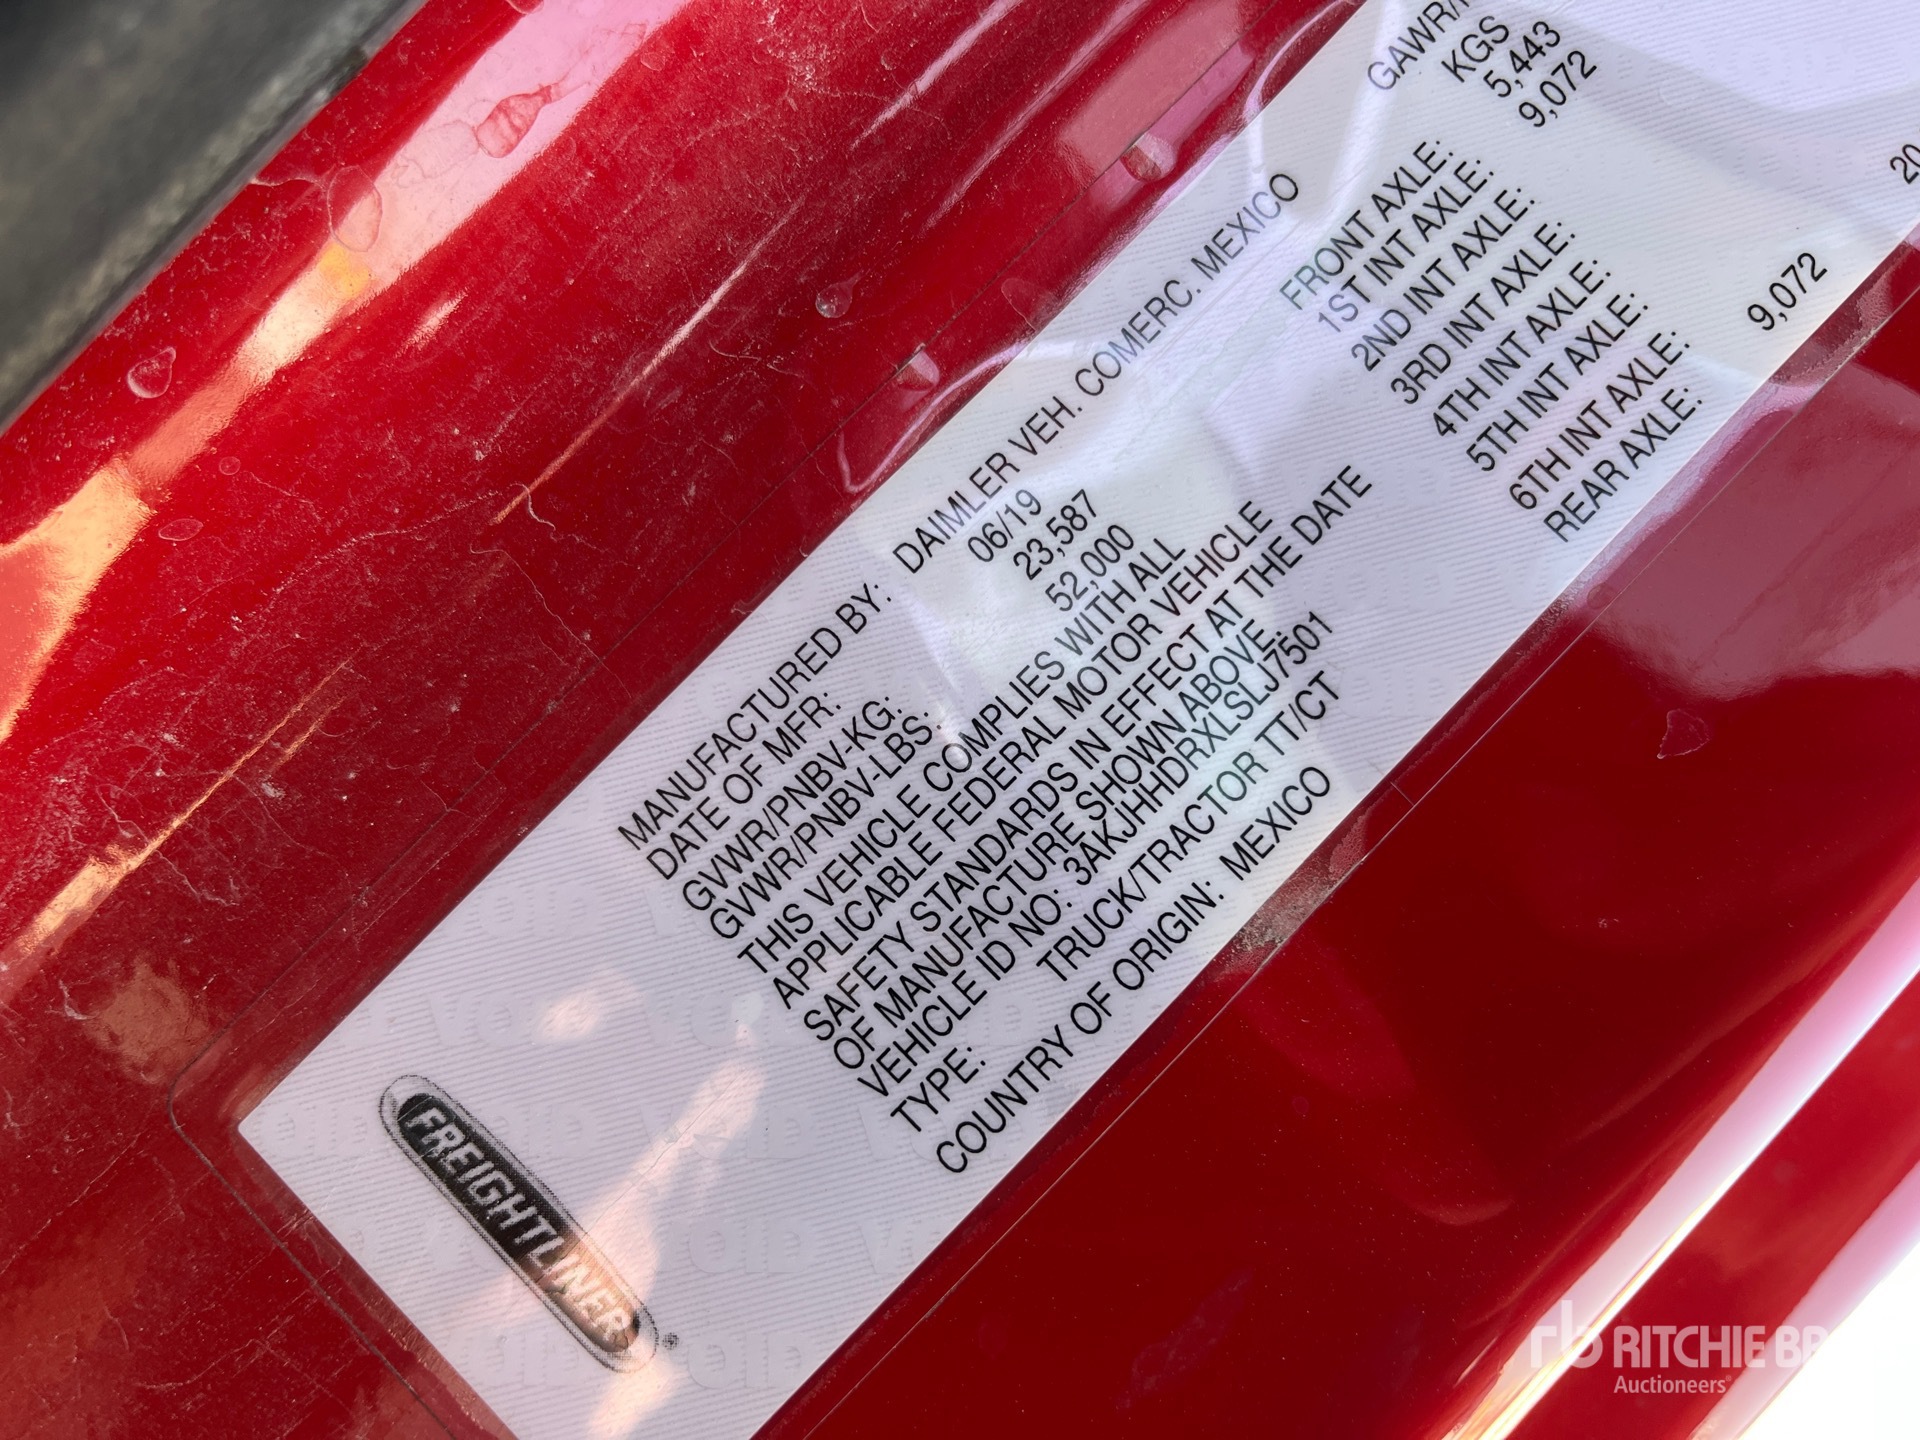 MANUFACTURED BY: DAIMLER VEH. COMERC. MEXICO
DATE OF MFR: 06/19
GVWR/PNBV-KG: 23,587
GVWR/PNBV-LBS: 52,000
THIS VEHICLE COMPLIES WITH ALL
APPLICABLE FEDERAL MOTOR VEHICLE
SAFETY STANDARDS IN EFFECT AT THE DATE
OF MANUFACTURE SHOWN ABOVE.
VEHICLE ID NO: 3AKJHHDRXLSLJ7501
TYPE: TRUCK/TRACTOR TT/CT
COUNTRY OF ORIGIN: MEXICO
GAWR/
KGS
FRONT AXLE: 5,443
1ST INT AXLE: 9,072
2ND INT AXLE:
3RD INT AXLE:
4TH INT AXLE:
5TH INT AXLE:
6TH INT AXLE:
REAR AXLE: 9,072
20
FREIGHTLINER
rb RITCHIE BR
Auctioneers